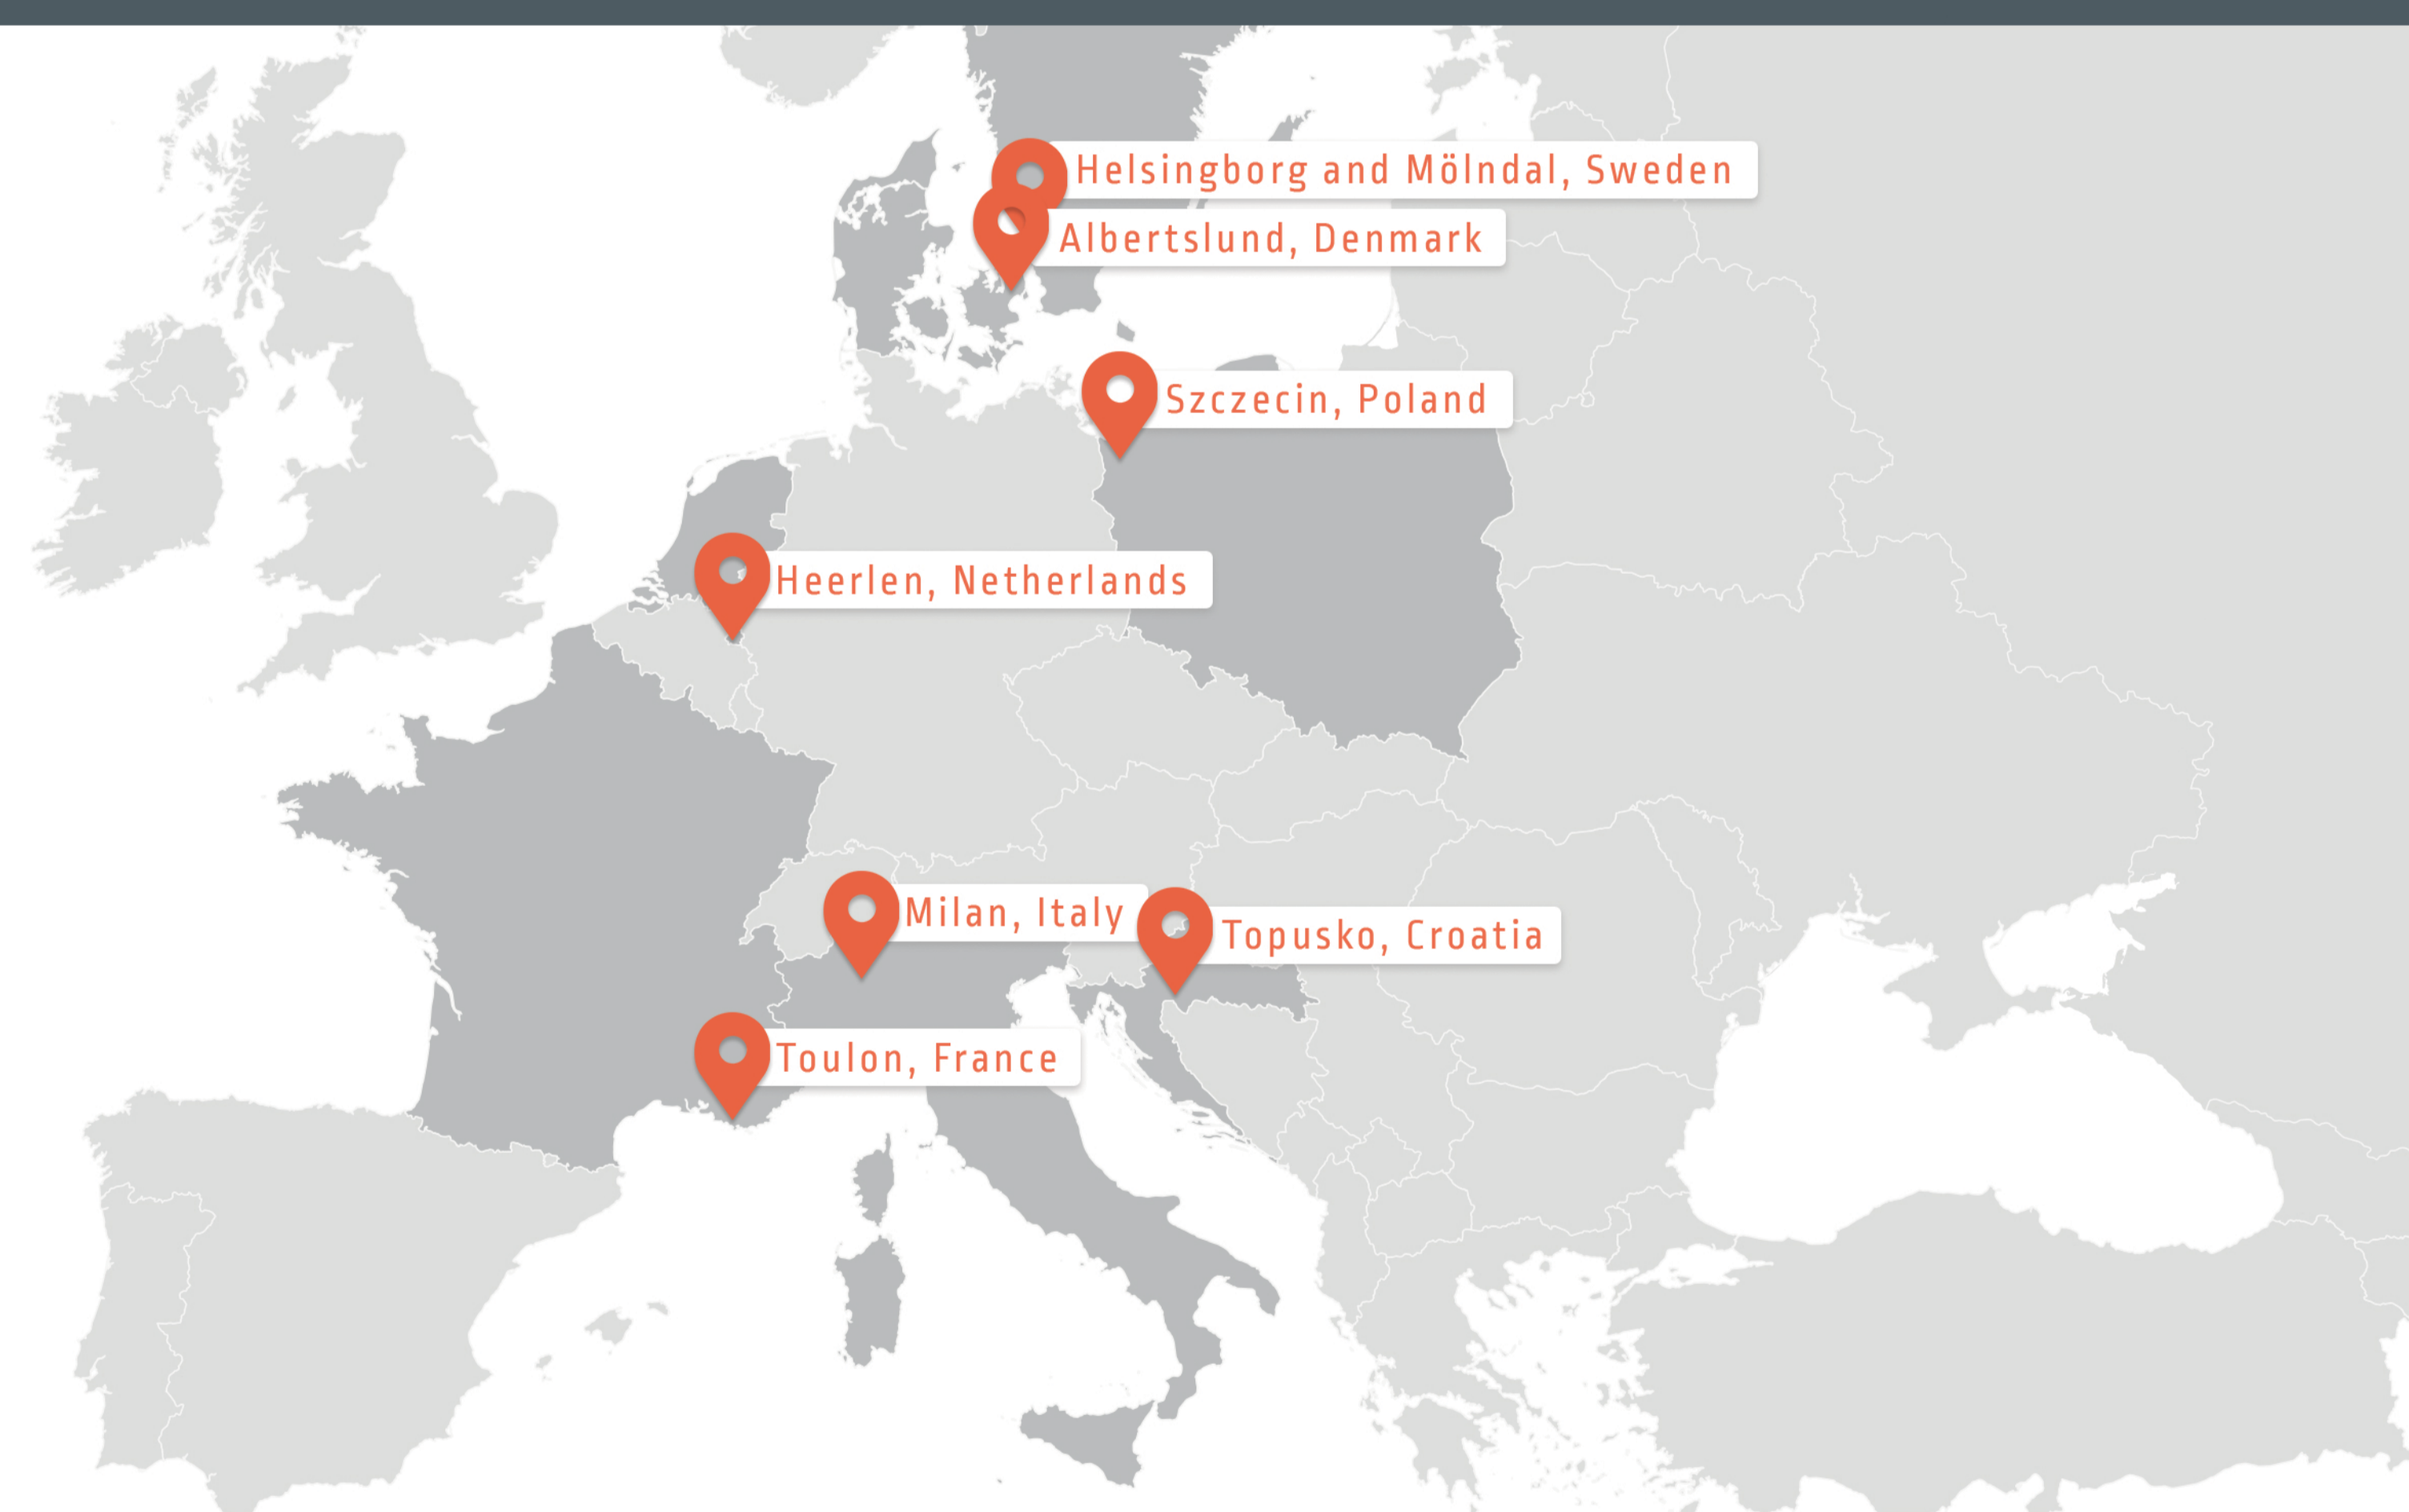 Helsingborg and Mölndal, Sweden
Albertslund, Denmark
Szczecin, Poland
Heerlen, Netherlands
Milan, Italy
Topusko, Croatia
Toulon, France